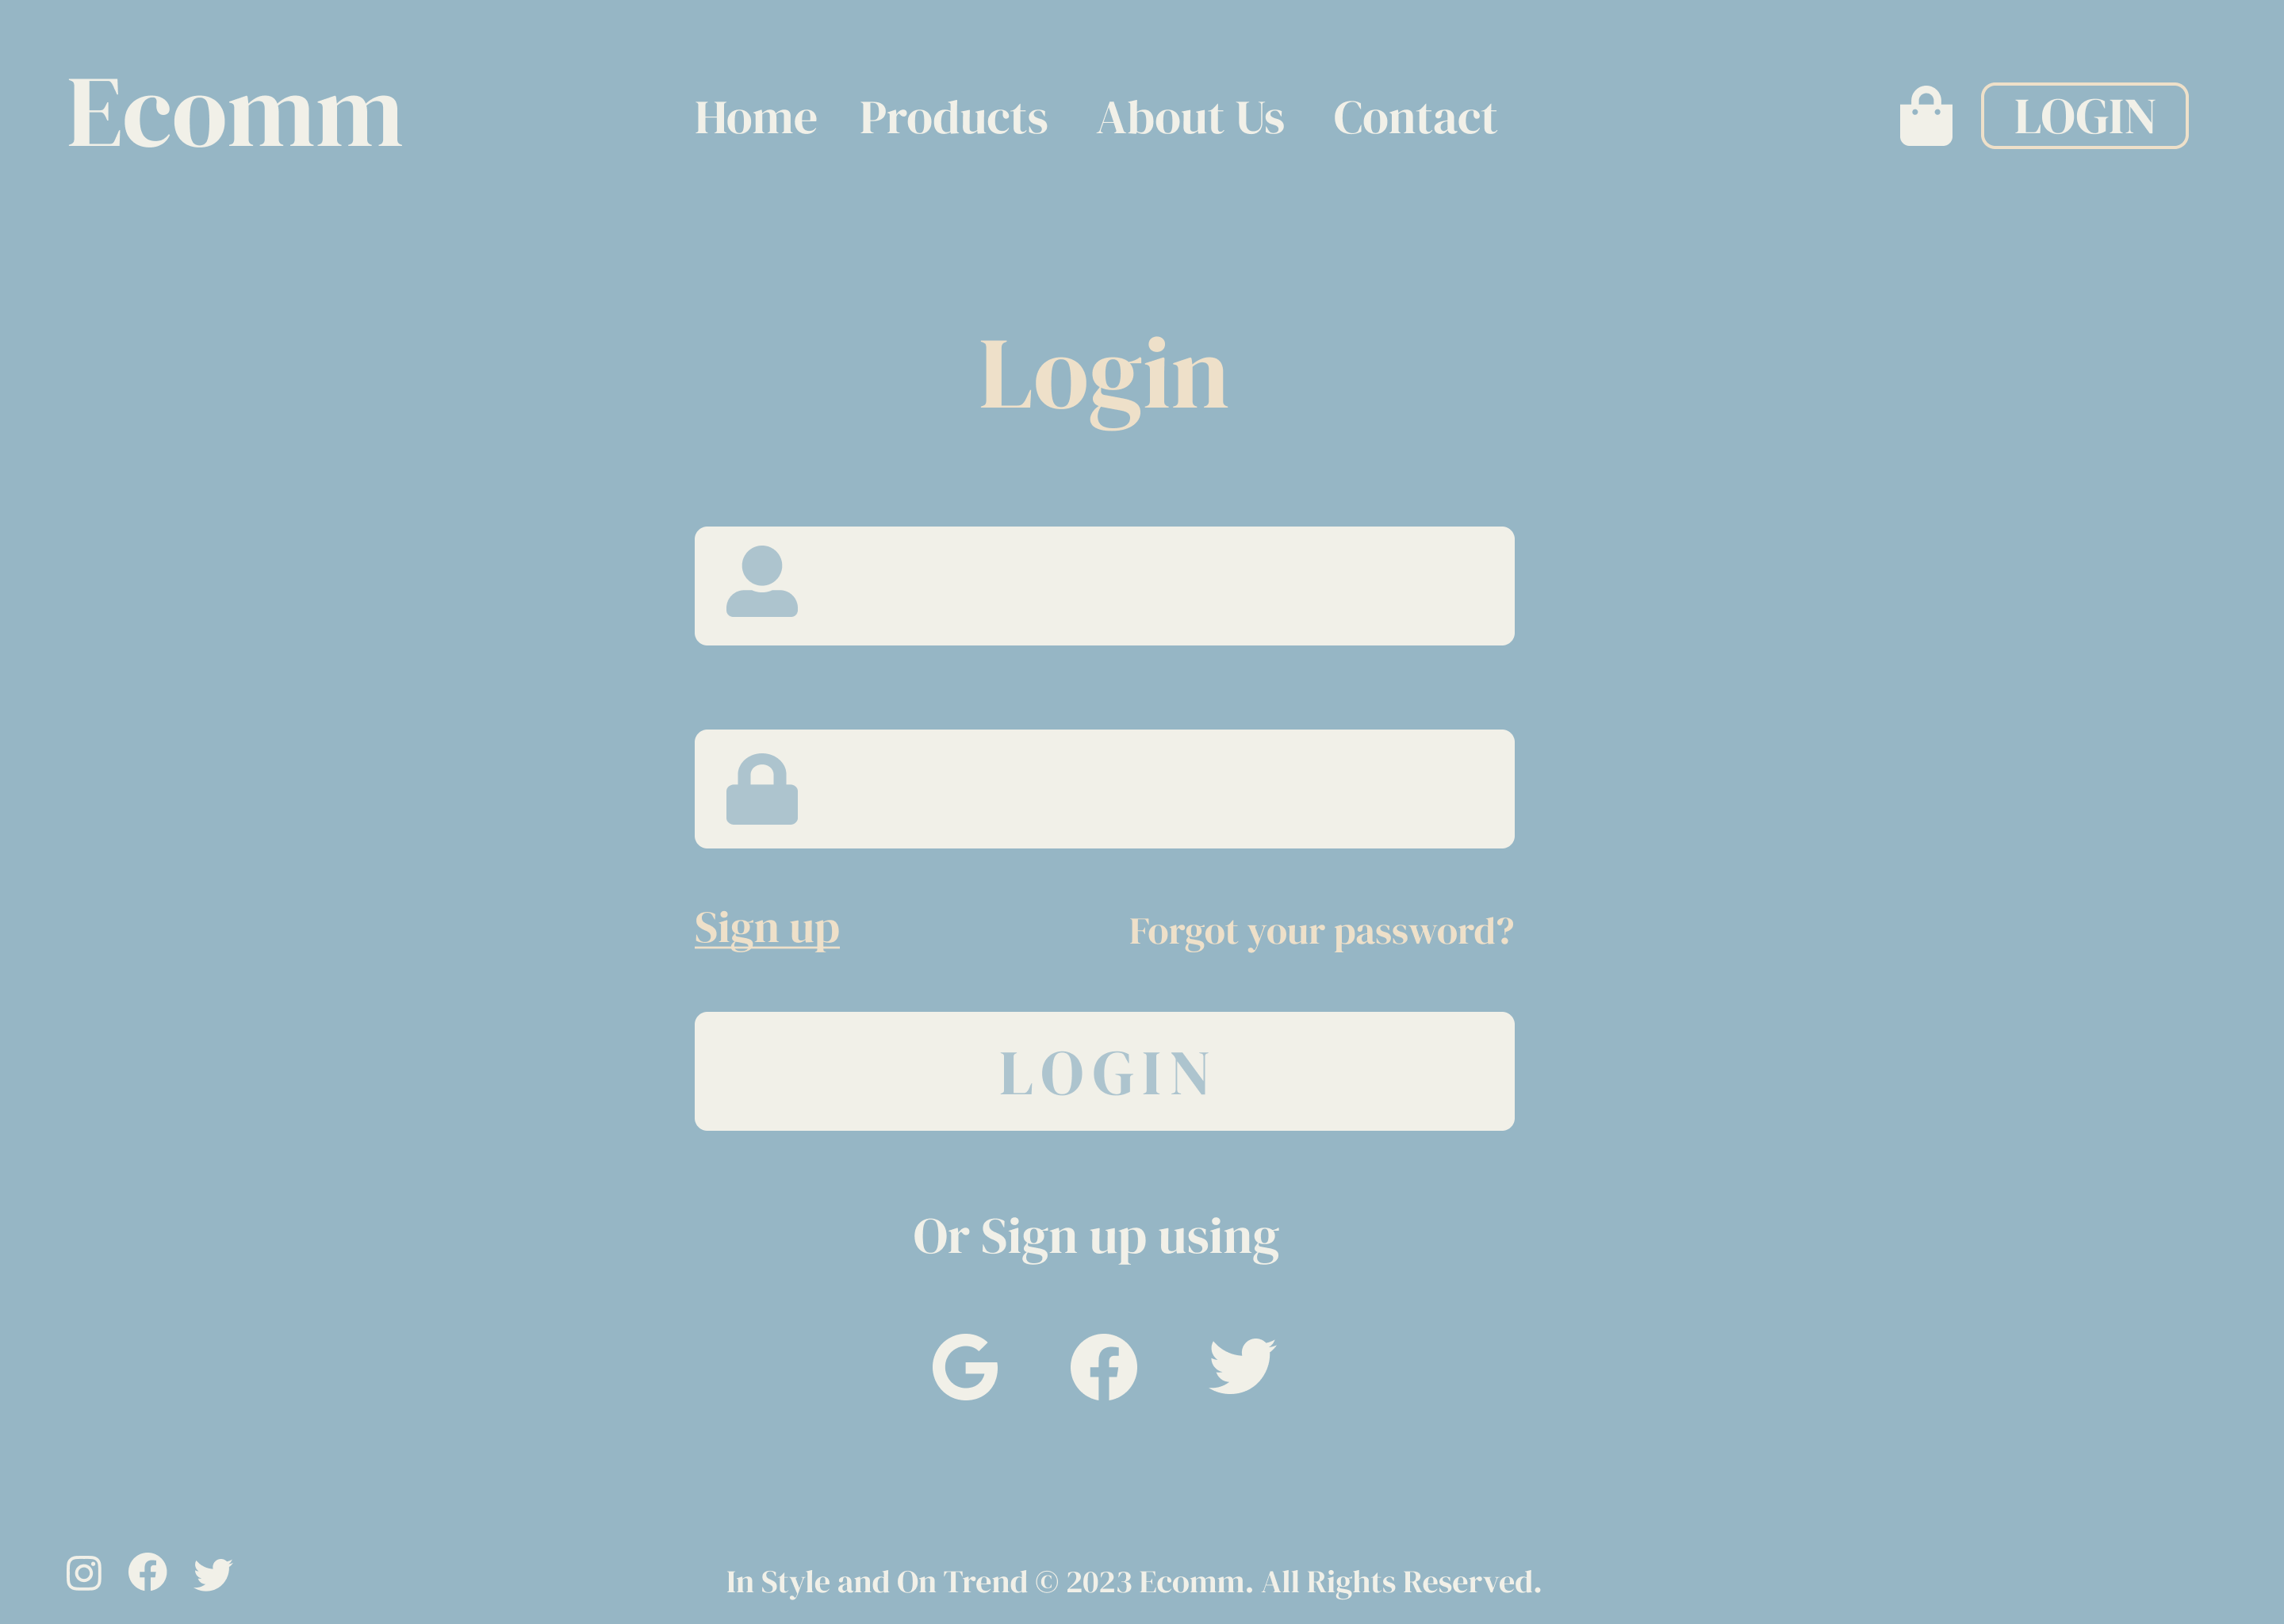 Ecomm
Home Products About Us Contact
LOGIN
Login
Sign up
Forgot your password?
LOGIN
Or Sign up using
In Style and On Trend © 2023 Ecomm. All Rights Reserved.